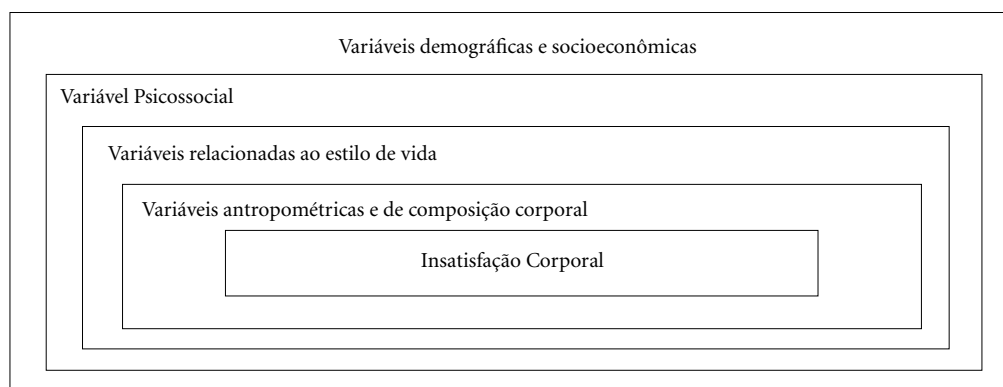 Variáveis demográficas e socioeconômicas
Variável Psicossocial
Variáveis relacionadas ao estilo de vida
Variáveis antropométricas e de composição corporal
Insatisfação Corporal